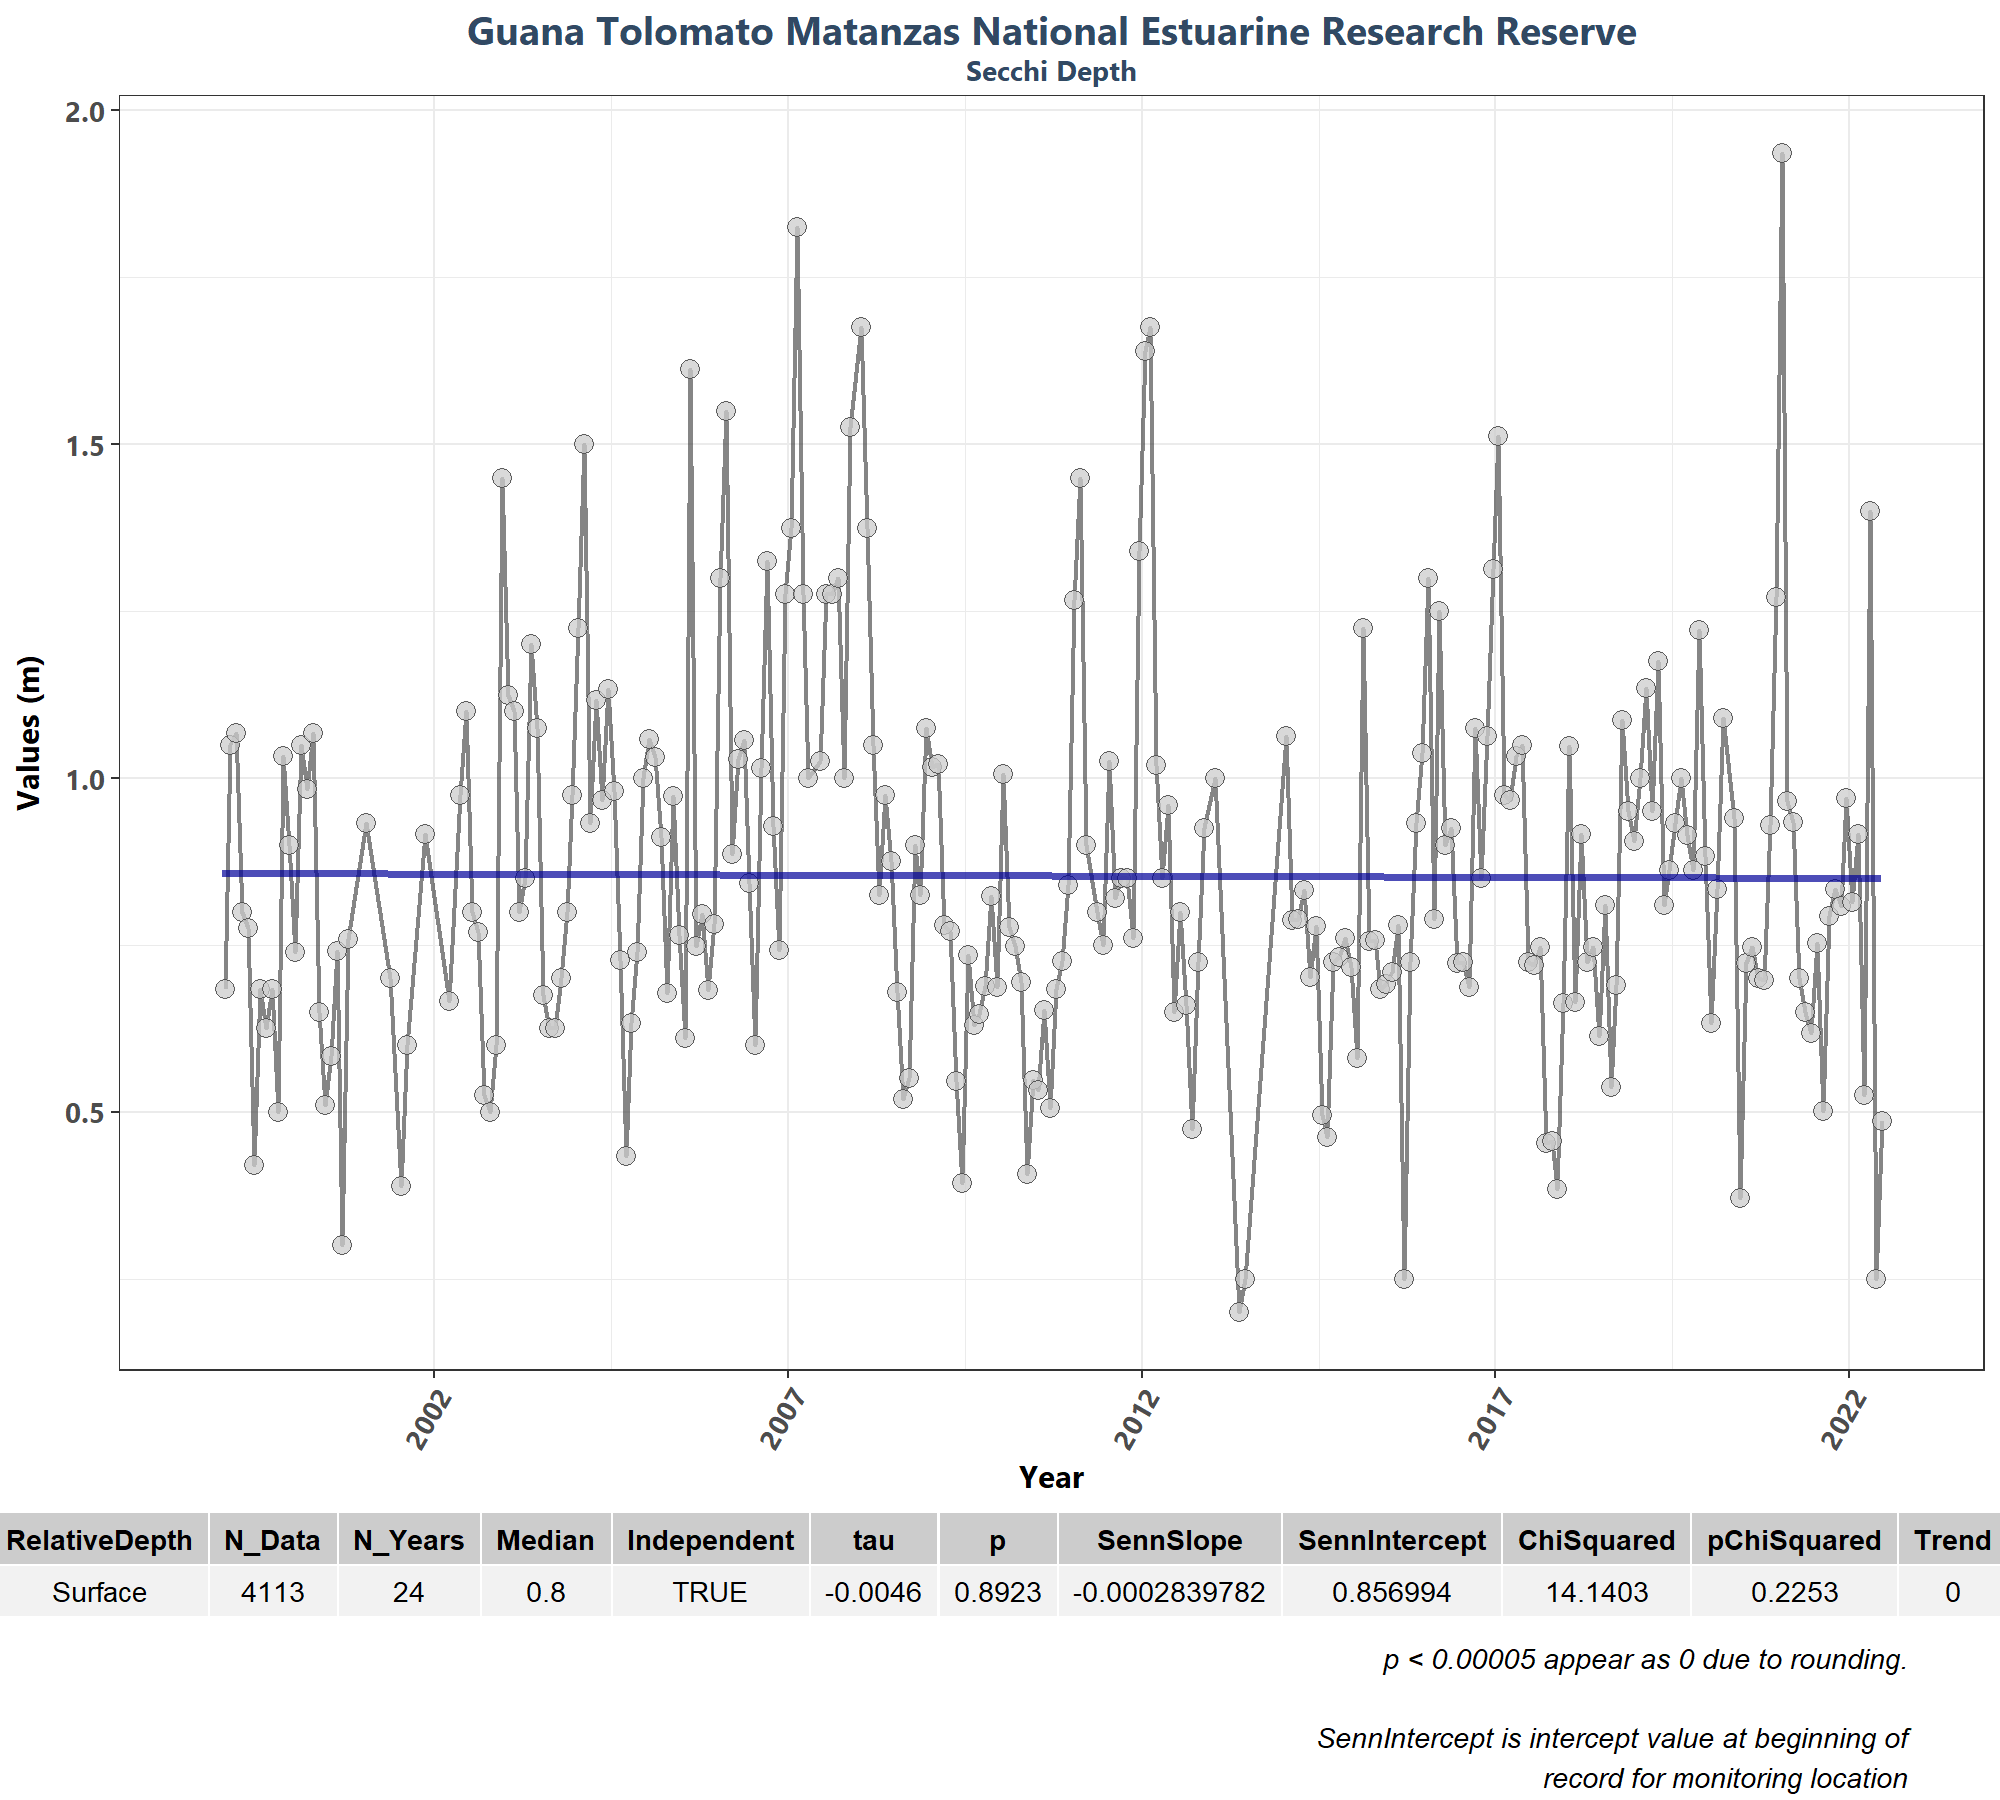 Guana Tolomato Matanzas National Estuarine Research Reserve
Secchi Depth
2.0
1.5
1.0
0.5
Values (m)
2002 2007 2012 2017 2022
Year
RelativeDepth N_Data N_Years Median Independent tau p SennSlope SennIntercept ChiSquared pChiSquared Trend
Surface 4113 24 0.8 TRUE -0.0046 0.8923 -0.0002839782 0.856994 14.1403 0.2253 0
p < 0.00005 appear as 0 due to rounding.
SennIntercept is intercept value at beginning of
record for monitoring location